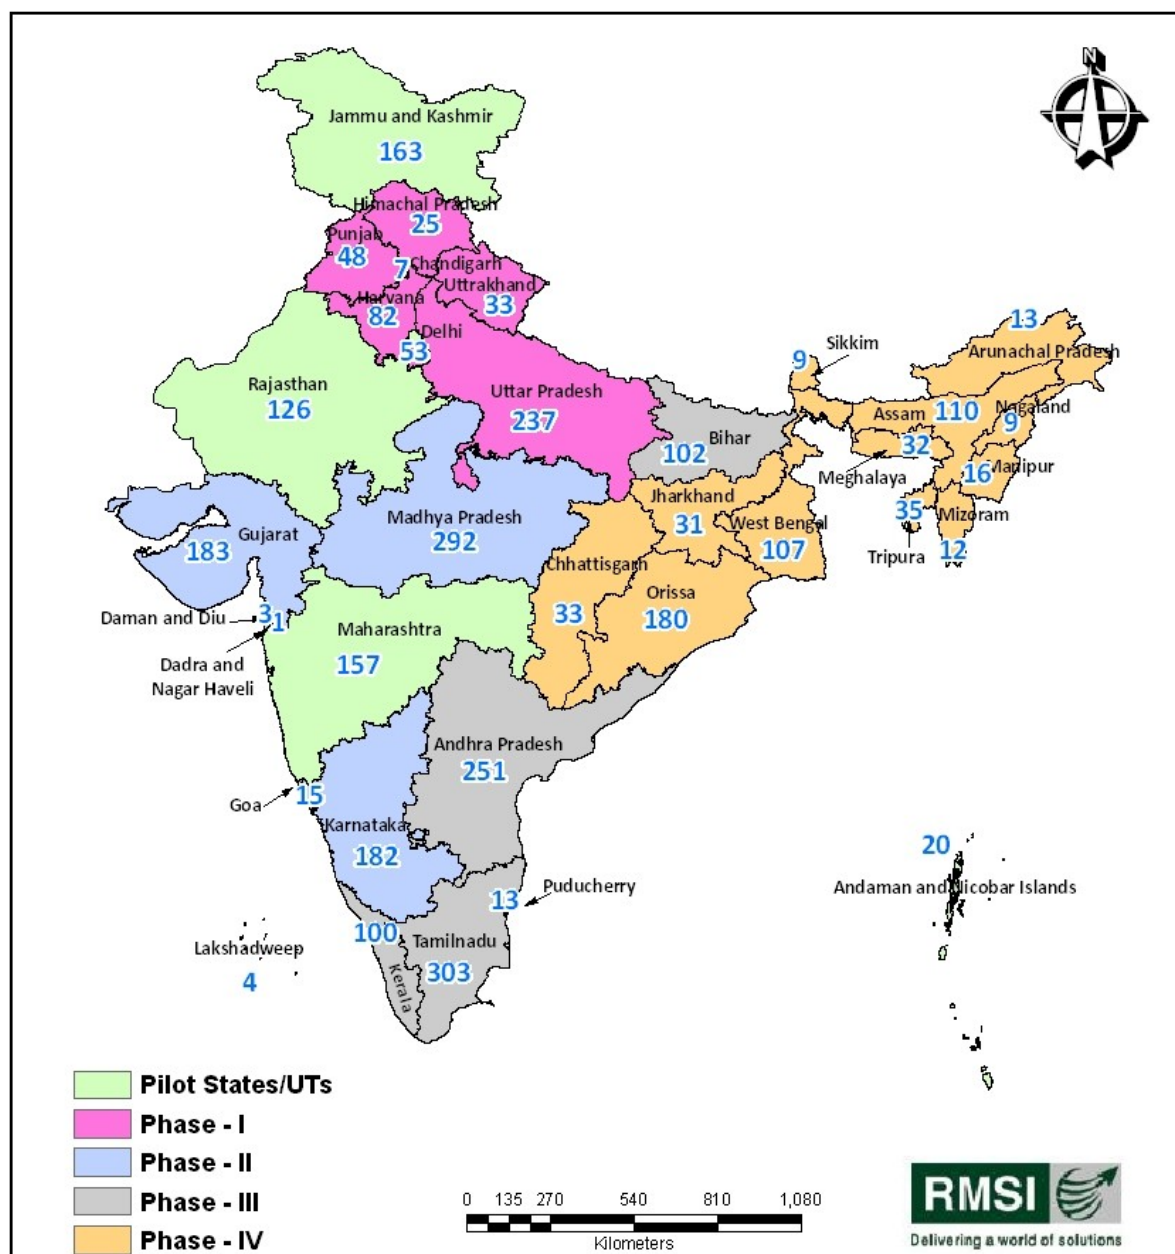 N
Jammu and Kashmir
163
Himachal Pradesh
25
Punjab
48
7
Chandigarh
Uttrakhand
33
Haryana
82
Delhi
53
Rajasthan
126
Uttar Pradesh
237
Bihar
102
Sikkim
9
13
Arunachal Pradesh
Assam
110
Nagaland
9
32
Meghalaya
16
Manipur
35
Tripura
Mizoram
12
Gujarat
183
Madhya Pradesh
292
Jharkhand
31
West Bengal
107
Chhattisgarh
33
Orissa
180
Daman and Diu
3
1
Dadra and
Nagar Haveli
Maharashtra
157
Andhra Pradesh
251
Goa
15
Karnataka
182
Puducherry
13
20
Andaman and Nicobar Islands
Lakshadweep
4
100
Kerala
Tamilnadu
303
Pilot States/UTs
Phase - I
Phase - II
Phase - III
Phase - IV
0 135 270 540 810 1,080
Kilometers
RMSI
Delivering a world of solutions